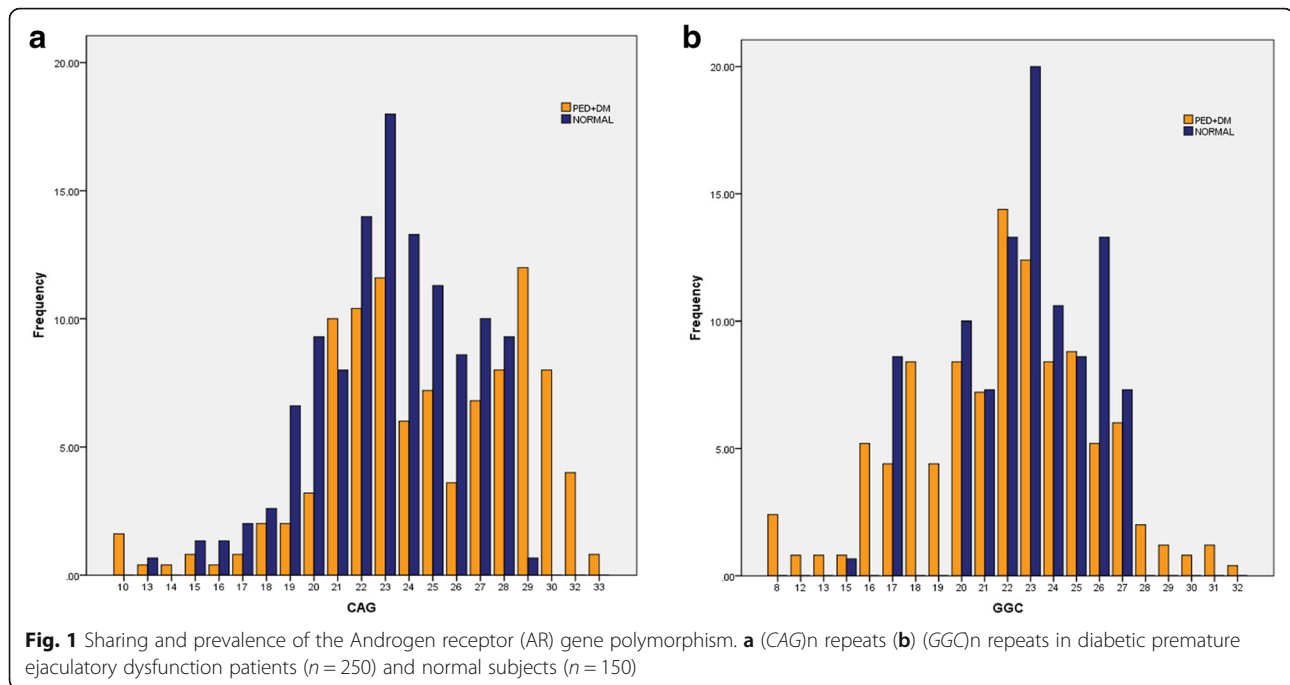 a
20.00
15.00
10.00
5.00
.00
Frequency
PED+DM
NORMAL
10 13 14 15 16 17 18 19 20 21 22 23 24 25 26 27 28 29 30 32 33
CAG
b
20.00
15.00
10.00
5.00
.00
Frequency
PED+DM
NORMAL
8 12 13 15 16 17 18 19 20 21 22 23 24 25 26 27 28 29 30 31 32
GGC
Fig. 1 Sharing and prevalence of the Androgen receptor (AR) gene polymorphism. a (CAG)n repeats (b) (GGC)n repeats in diabetic premature
ejaculatory dysfunction patients (n = 250) and normal subjects (n = 150)